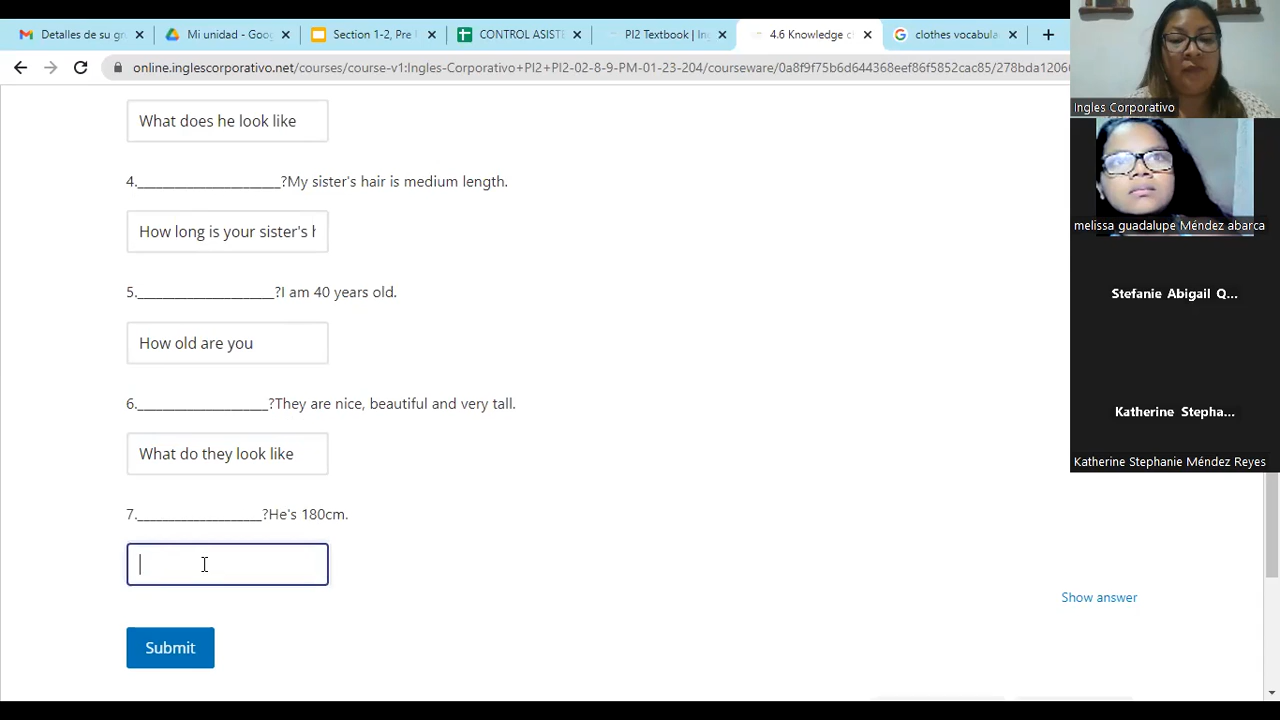 Detalles de su gr
Mi unidad - Goog
Section 1-2, Pre
CONTROL ASISTE
PI2 Textbook | Ing
4.6 Knowledge c
clothes vocabula
online.inglescorporativo.net/courses/course-v1:Ingles-Corporativo+PI2+PI2-02-8-9-PM-01-23-204/courseware/0a8f9f75b6d644368eef86f5852cac85/278bda1206
Ingles Corporativo
What does he look like
4.____________________?My sister's hair is medium length.
How long is your sister's h
5.____________________?I am 40 years old.
How old are you
6.___________________?They are nice, beautiful and very tall.
What do they look like
7.__________________?He's 180cm.
Show answer
Submit
melissa guadalupe Méndez abarca
Stefanie Abigail Q...
Katherine Stepha...
Katherine Stephanie Méndez Reyes